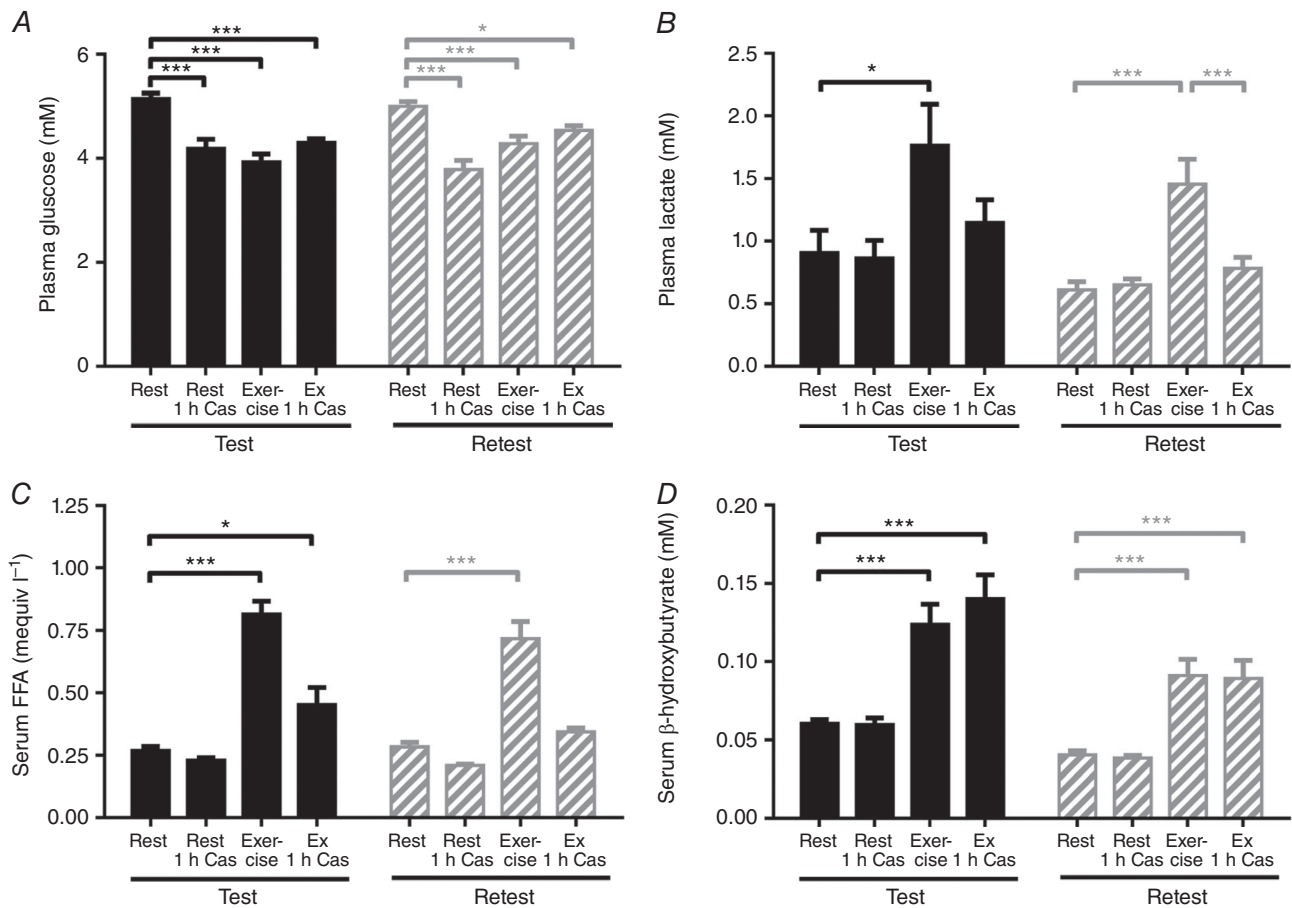 A
***
***
***
6
4
2
0
Plasma gluscose (mM)
*
***
***
Rest
Rest
1 h Cas
Exer-
cise
Ex
1 h Cas
Rest
Rest
1 h Cas
Exer-
cise
Ex
1 h Cas
Test
Retest
B
2.5
2.0
1.5
1.0
0.5
0.0
Plasma lactate (mM)
*
***
***
Rest
Rest
1 h Cas
Exer-
cise
Ex
1 h Cas
Rest
Rest
1 h Cas
Exer-
cise
Ex
1 h Cas
Test
Retest
C
1.25
1.00
0.75
0.50
0.25
0.00
Serum FFA (mequiv l⁻¹)
*
***
***
Rest
Rest
1 h Cas
Exer-
cise
Ex
1 h Cas
Rest
Rest
1 h Cas
Exer-
cise
Ex
1 h Cas
Test
Retest
D
0.20
0.15
0.10
0.05
0.00
Serum β-hydroxybutyrate (mM)
***
***
***
***
Rest
Rest
1 h Cas
Exer-
cise
Ex
1 h Cas
Rest
Rest
1 h Cas
Exer-
cise
Ex
1 h Cas
Test
Retest